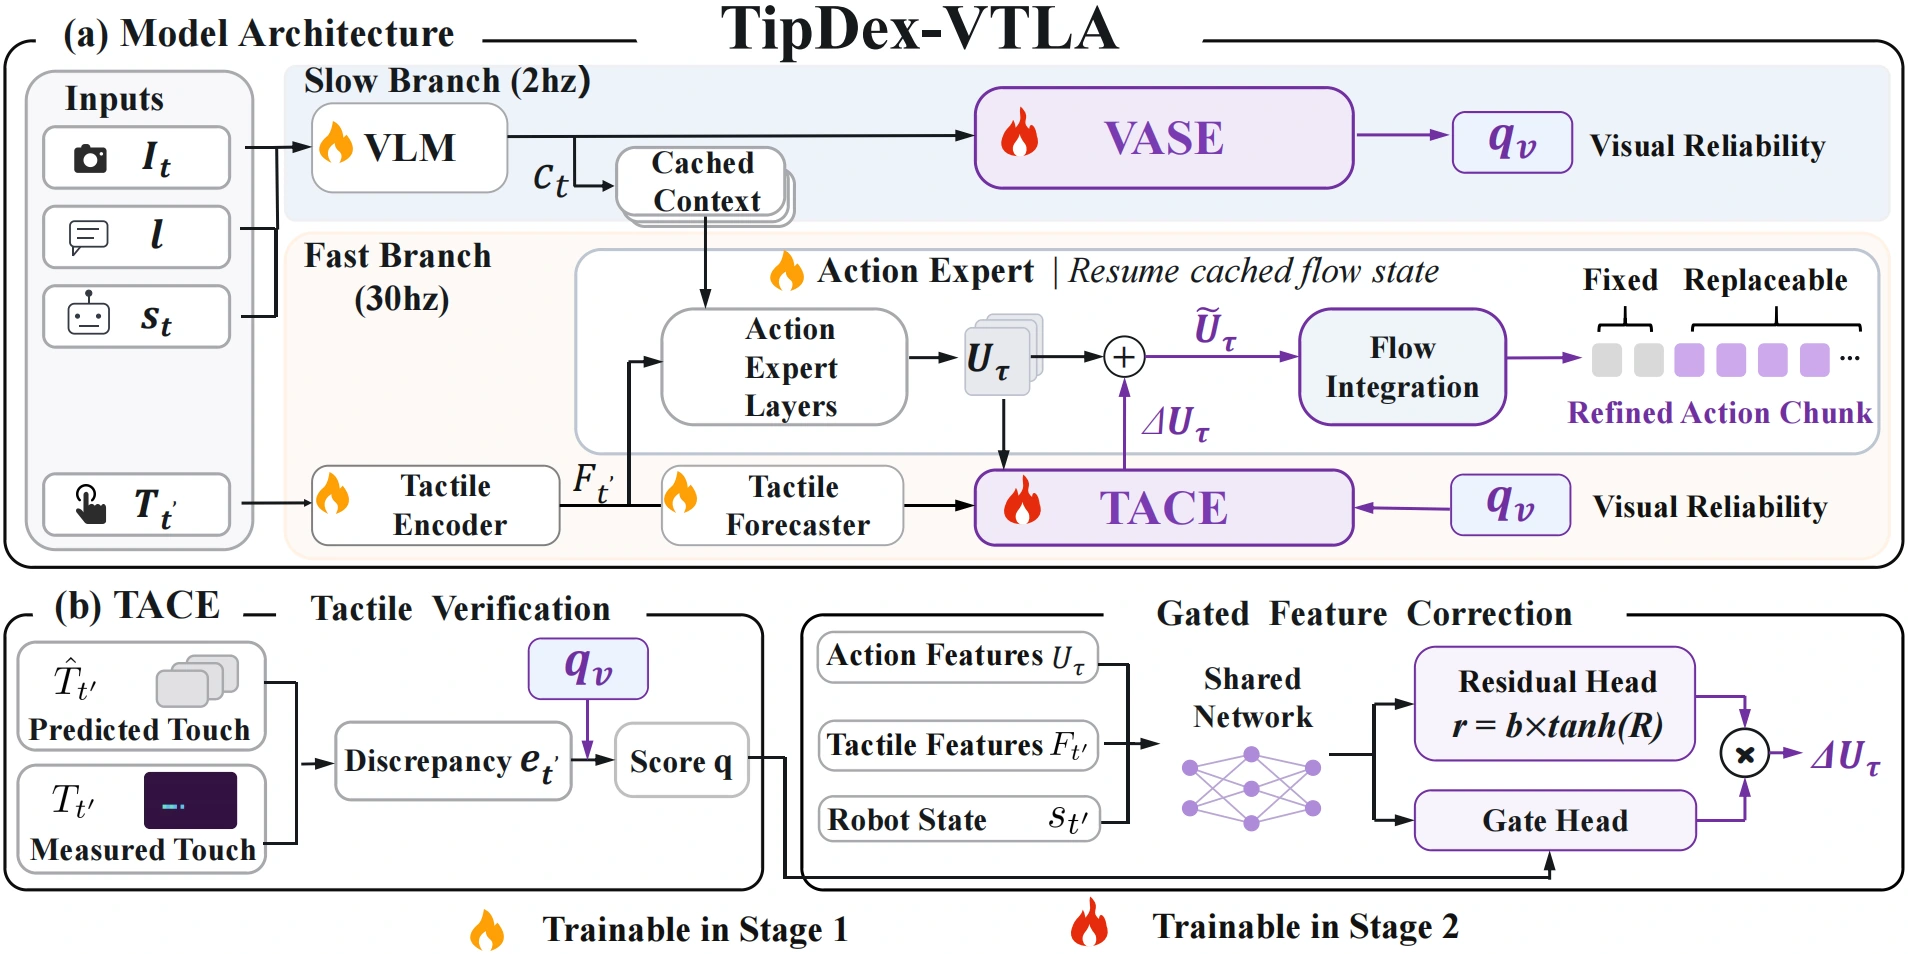 TipDex-VTLA
(a) Model Architecture
Inputs
I_t
l
s_t
T_t'
Slow Branch (2hz)
VLM
C_t
Cached
Context
VASE
q_v
Visual Reliability
Fast Branch
(30hz)
Action Expert | Resume cached flow state
Action
Expert
Layers
U_τ
+
Ũ_τ
ΔU_τ
Flow
Integration
Fixed
Replaceable
...
Refined Action Chunk
Tactile
Encoder
F_t'
Tactile
Forecaster
TACE
q_v
Visual Reliability
(b) TACE
Tactile Verification
T̂_t'
Predicted Touch
T_t'
Measured Touch
Discrepancy e_t'
q_v
Score q
Gated Feature Correction
Action Features U_τ
Tactile Features F_t'
Robot State s_t'
Shared
Network
Residual Head
r = b×tanh(R)
Gate Head
×
ΔU_τ
Trainable in Stage 1
Trainable in Stage 2